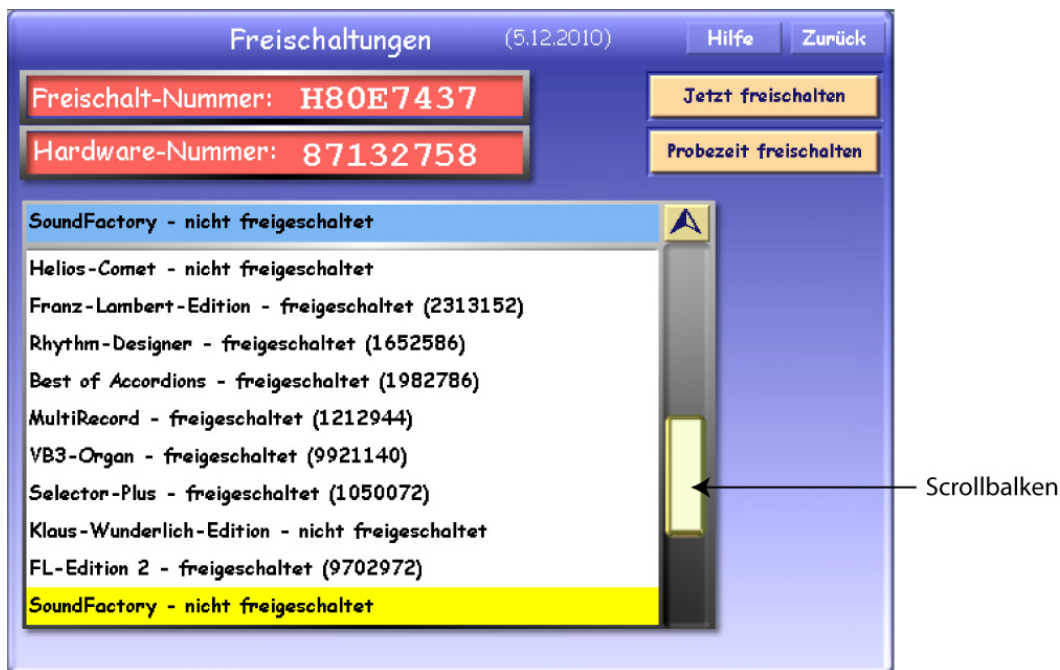 Freischaltungen (5.12.2010) Hilfe Zurück
Freischalt-Nummer: H80E7437 Jetzt freischalten
Hardware-Nummer: 87132758 Probezeit freischalten
SoundFactory - nicht freigeschaltet
Helios-Comet - nicht freigeschaltet
Franz-Lambert-Edition - freigeschaltet (2313152)
Rhythm-Designer - freigeschaltet (1652586)
Best of Accordions - freigeschaltet (1982786)
MultiRecord - freigeschaltet (1212944)
VB3-Organ - freigeschaltet (9921140)
Selector-Plus - freigeschaltet (1050072)
Scrollbalken
Klaus-Wunderlich-Edition - nicht freigeschaltet
FL-Edition 2 - freigeschaltet (9702972)
SoundFactory - nicht freigeschaltet